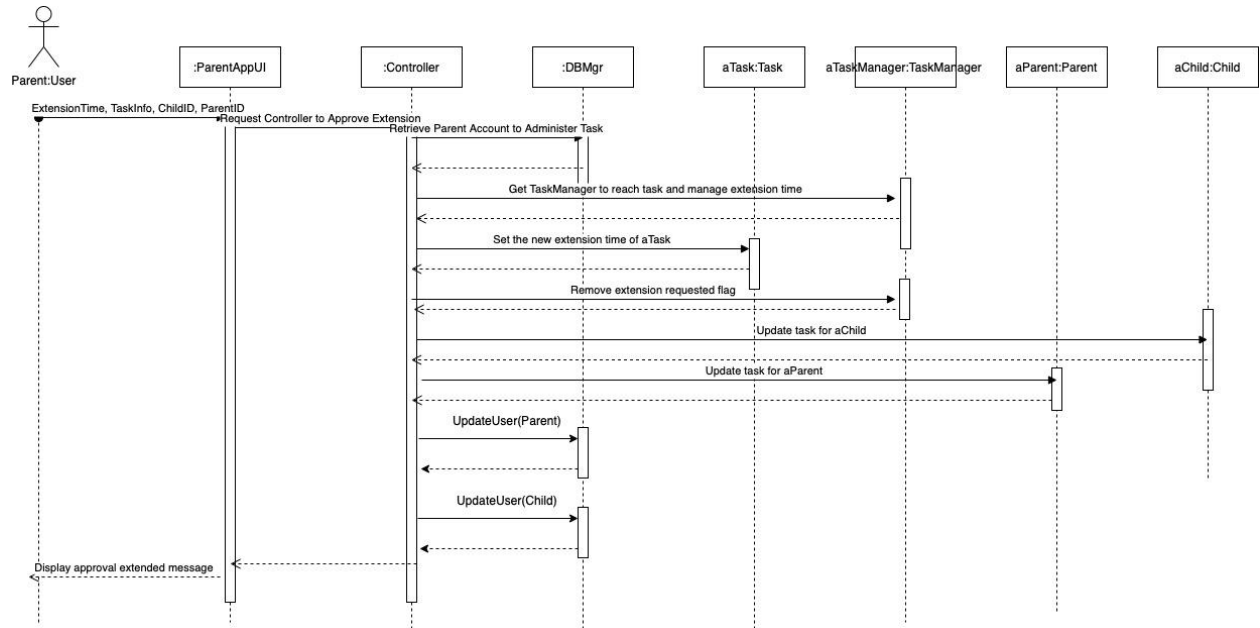 Parent:User
:ParentAppUI
:Controller
:DBMgr
aTask:Task
aTaskManager:TaskManager
aParent:Parent
aChild:Child
ExtensionTime, TaskInfo, ChildID, ParentID
Request Controller to Approve Extension
Retrieve Parent Account to Administer Task
Get TaskManager to reach task and manage extension time
Set the new extension time of aTask
Remove extension requested flag
Update task for aChild
Update task for aParent
UpdateUser(Parent)
UpdateUser(Child)
Display approval extended message